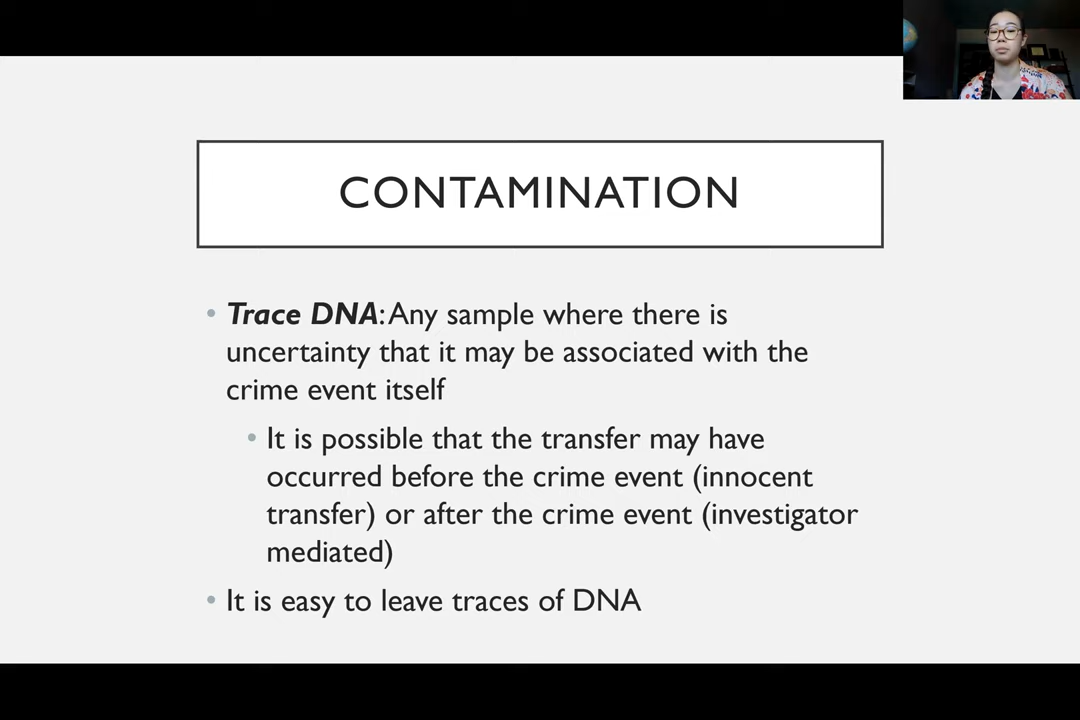 CONTAMINATION
• Trace DNA: Any sample where there is
uncertainty that it may be associated with the
crime event itself
• It is possible that the transfer may have
occurred before the crime event (innocent
transfer) or after the crime event (investigator
mediated)
• It is easy to leave traces of DNA